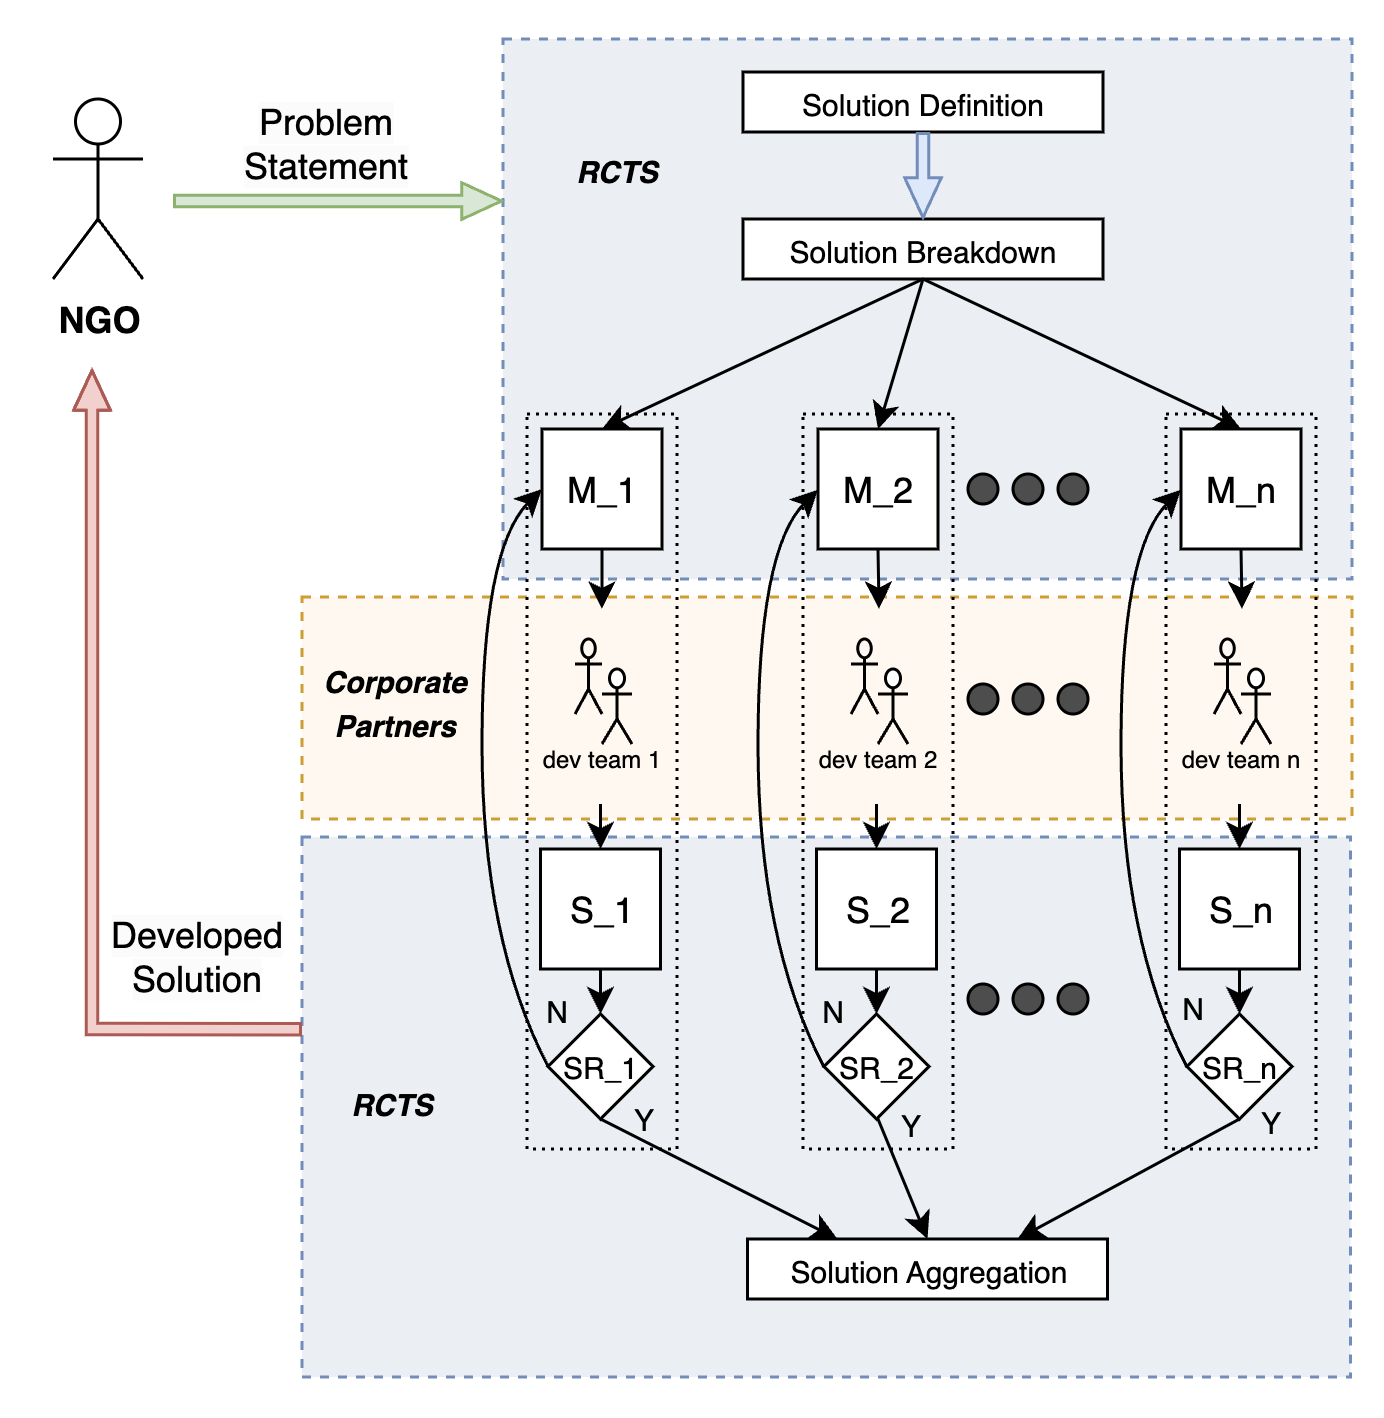 Solution Definition
Problem
Statement
RCTS
Solution Breakdown
NGO
M_1
M_2
M_n
Corporate
Partners
dev team 1
dev team 2
dev team n
S_1
S_2
S_n
Developed
Solution
N
N
N
SR_1
SR_2
SR_n
RCTS
Y
Y
Y
Solution Aggregation